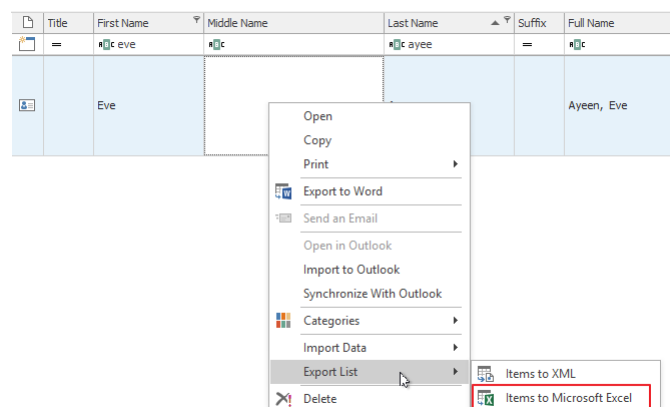 Title First Name Middle Name Last Name Suffix Full Name
= eve ayee =
Eve Ayeen, Eve
Open
Copy
Print
Export to Word
Send an Email
Open in Outlook
Import to Outlook
Synchronize With Outlook
Categories
Import Data
Export List
Items to XML
Delete
Items to Microsoft Excel